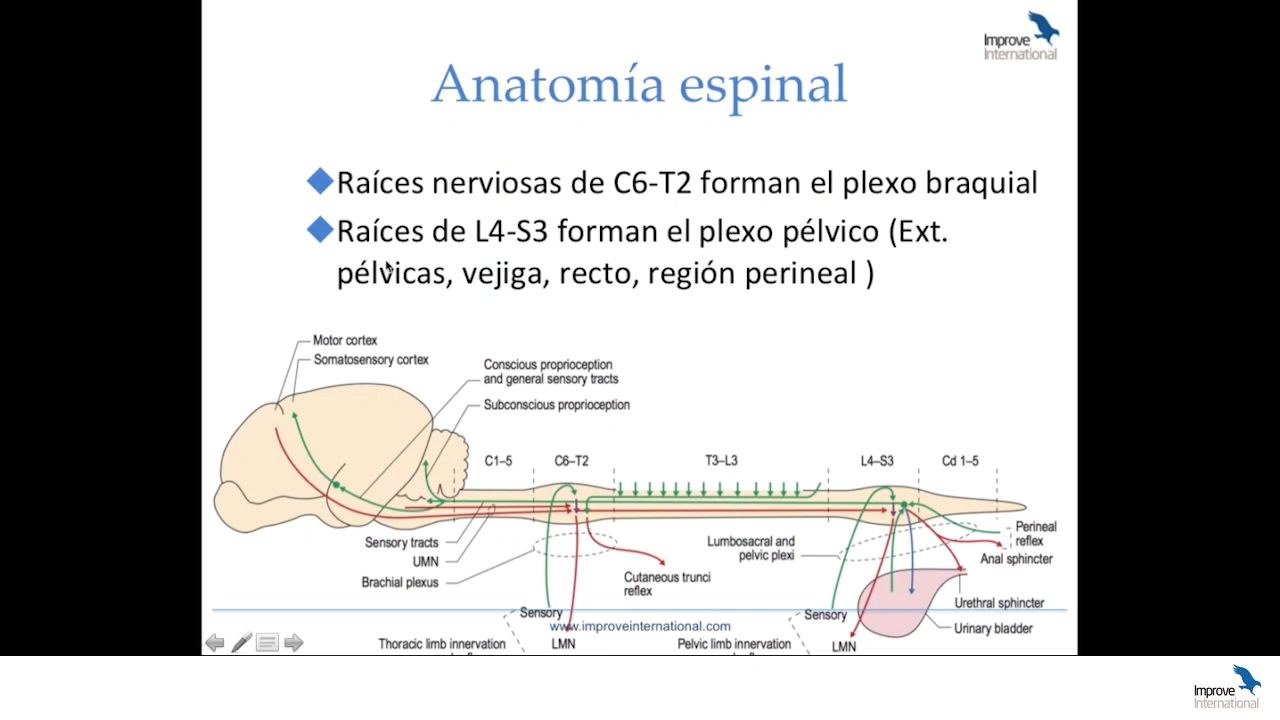 Improve
International
Anatomía espinal
Raíces nerviosas de C6-T2 forman el plexo braquial
Raíces de L4-S3 forman el plexo pélvico (Ext.
pélvicas, vejiga, recto, región perineal )
Motor cortex
Somatosensory cortex
Conscious proprioception
and general sensory tracts
Subconscious proprioception
C1–5
C6–T2
T3–L3
L4–S3
Cd 1–5
Sensory tracts
UMN
Brachial plexus
Cutaneous trunci
reflex
Lumbosacral and
pelvic plexi
Perineal
reflex
Anal sphincter
Urethral sphincter
Urinary bladder
Sensory
Sensory
www.improveinternational.com
Thoracic limb innervation
LMN
Pelvic limb innervation
LMN
Improve
International